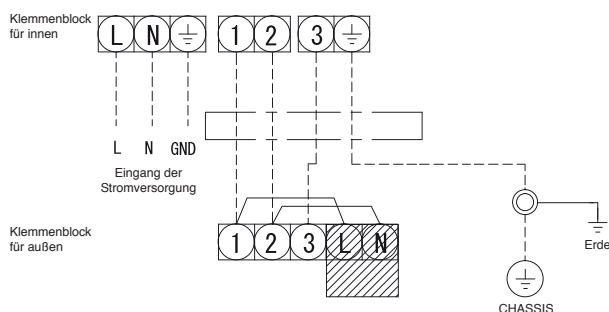 Klemmenblock
für innen
L N 1 2 3
L N GND
Eingang der
Stromversorgung
Klemmenblock
für außen
1 2 3 L N
Erde
CHASSIS